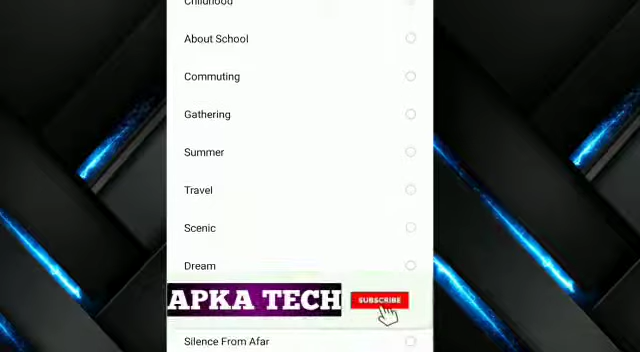 Childhood
About School
Commuting
Gathering
Summer
Travel
Scenic
Dream
APKA TECH
SUBSCRIBE
Silence From Afar